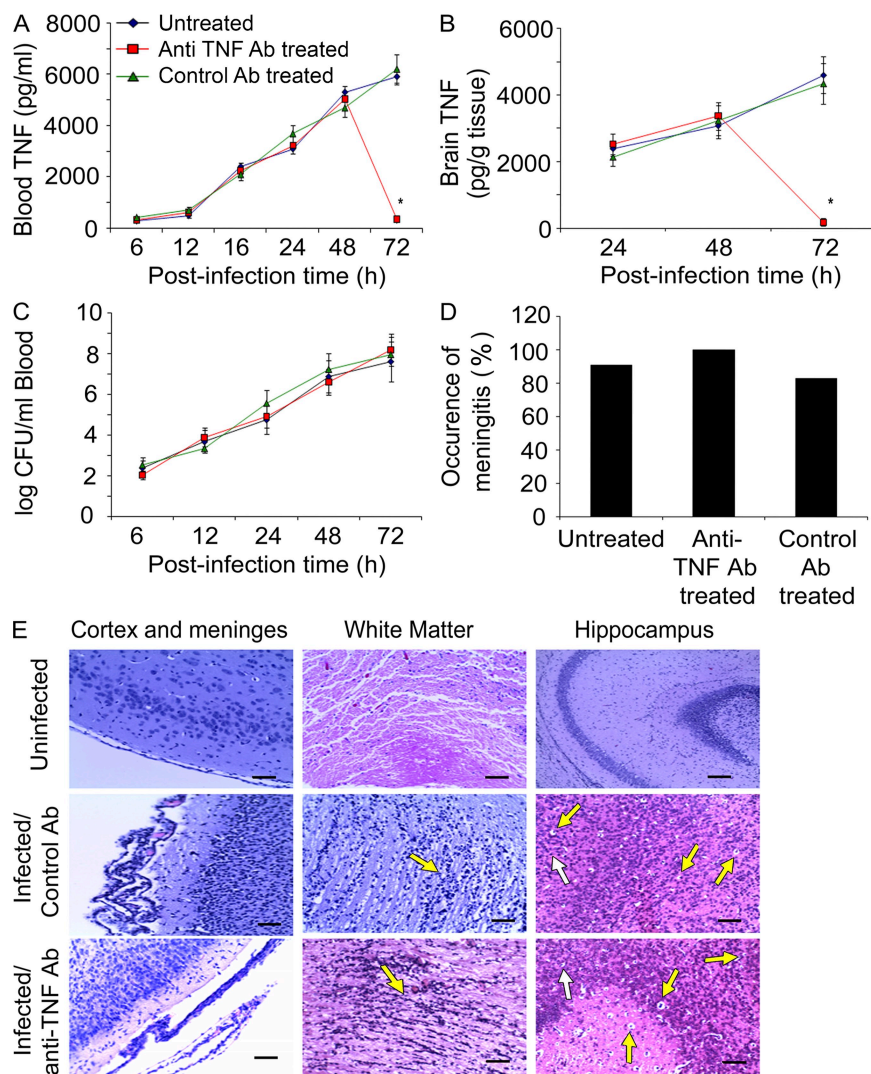 A
Untreated
Anti TNF Ab treated
Control Ab treated
Blood TNF (pg/ml)
8000
6000
4000
2000
0
6 12 16 24 48 72
*
Post-infection time (h)
B
Brain TNF
(pg/g tissue)
6000
4000
2000
0
24 48 72
*
Post-infection time (h)
C
log CFU/ml Blood
10
8
6
4
2
0
6 12 24 48 72
Post-infection time (h)
D
Occurence of
meningitis (%)
120
100
80
60
40
20
0
Untreated
Anti-
TNF Ab
treated
Control
Ab
treated
E
Cortex and meninges
White Matter
Hippocampus
Uninfected
Infected/
Control Ab
Infected/
anti-TNF Ab